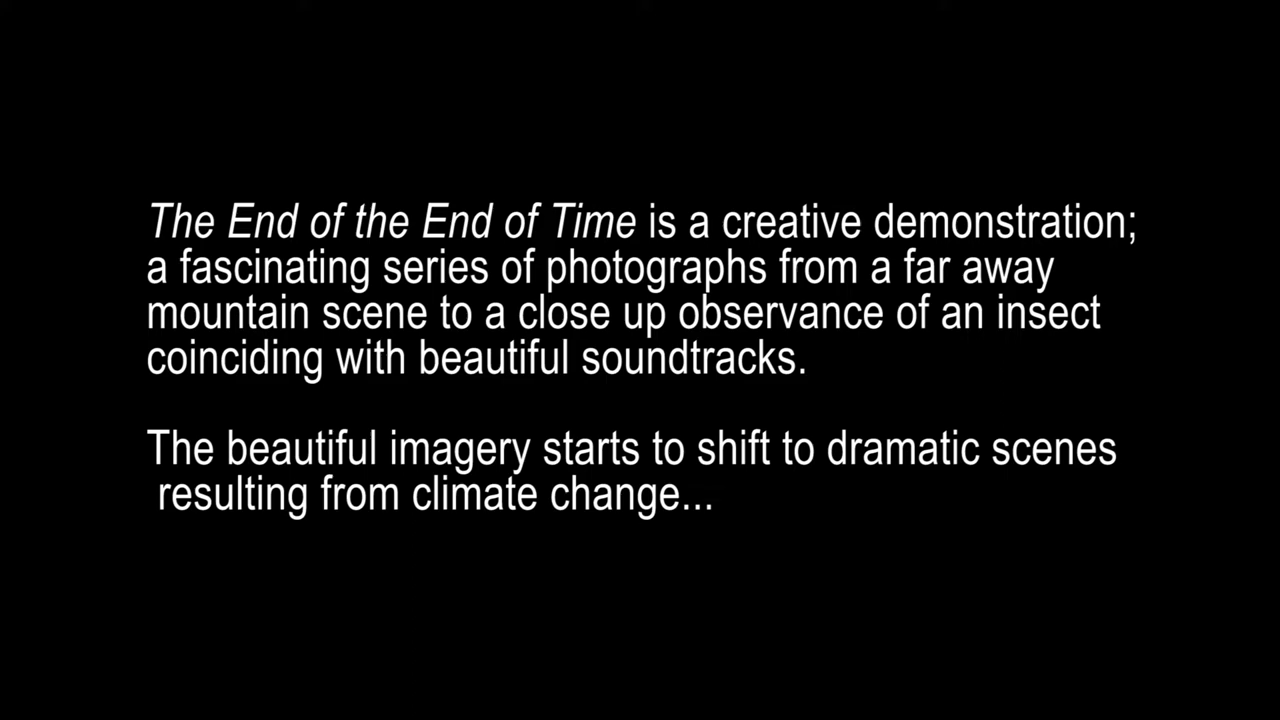 The End of the End of Time is a creative demonstration;
a fascinating series of photographs from a far away
mountain scene to a close up observance of an insect
coinciding with beautiful soundtracks.
The beautiful imagery starts to shift to dramatic scenes
resulting from climate change...